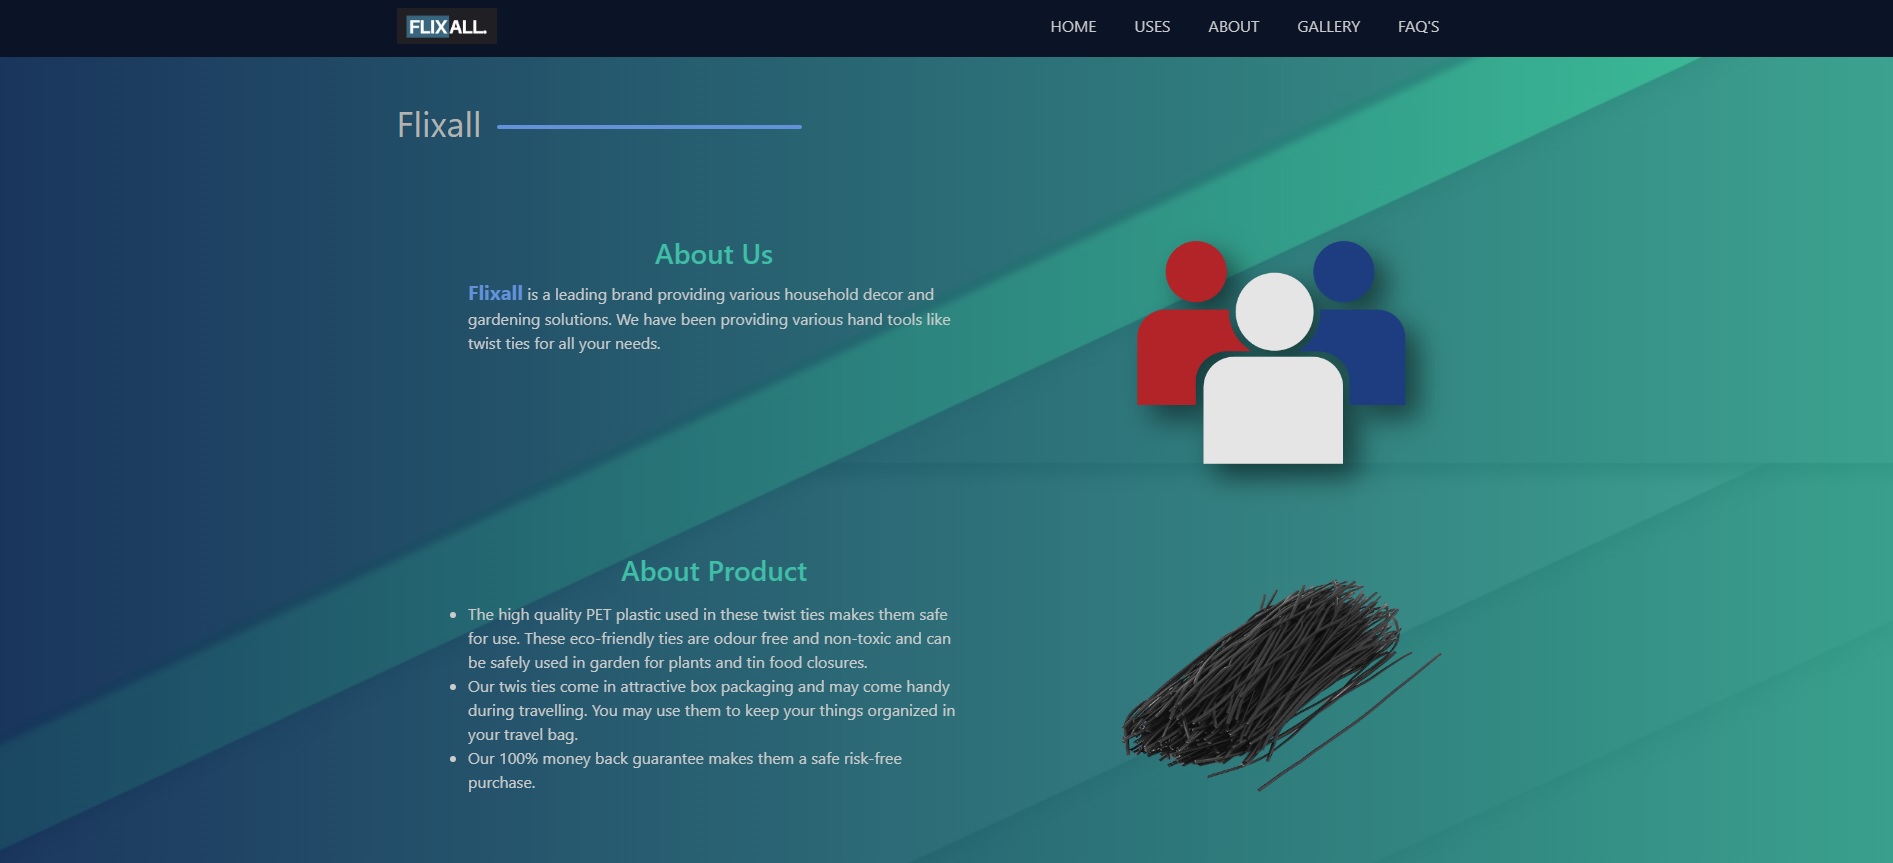 FLIXALL.
HOME USES ABOUT GALLERY FAQ'S
Flixall
About Us
Flixall is a leading brand providing various household decor and
gardening solutions. We have been providing various hand tools like
twist ties for all your needs.
About Product
• The high quality PET plastic used in these twist ties makes them safe
for use. These eco-friendly ties are odour free and non-toxic and can
be safely used in garden for plants and tin food closures.
• Our twis ties come in attractive box packaging and may come handy
during travelling. You may use them to keep your things organized in
your travel bag.
• Our 100% money back guarantee makes them a safe risk-free
purchase.